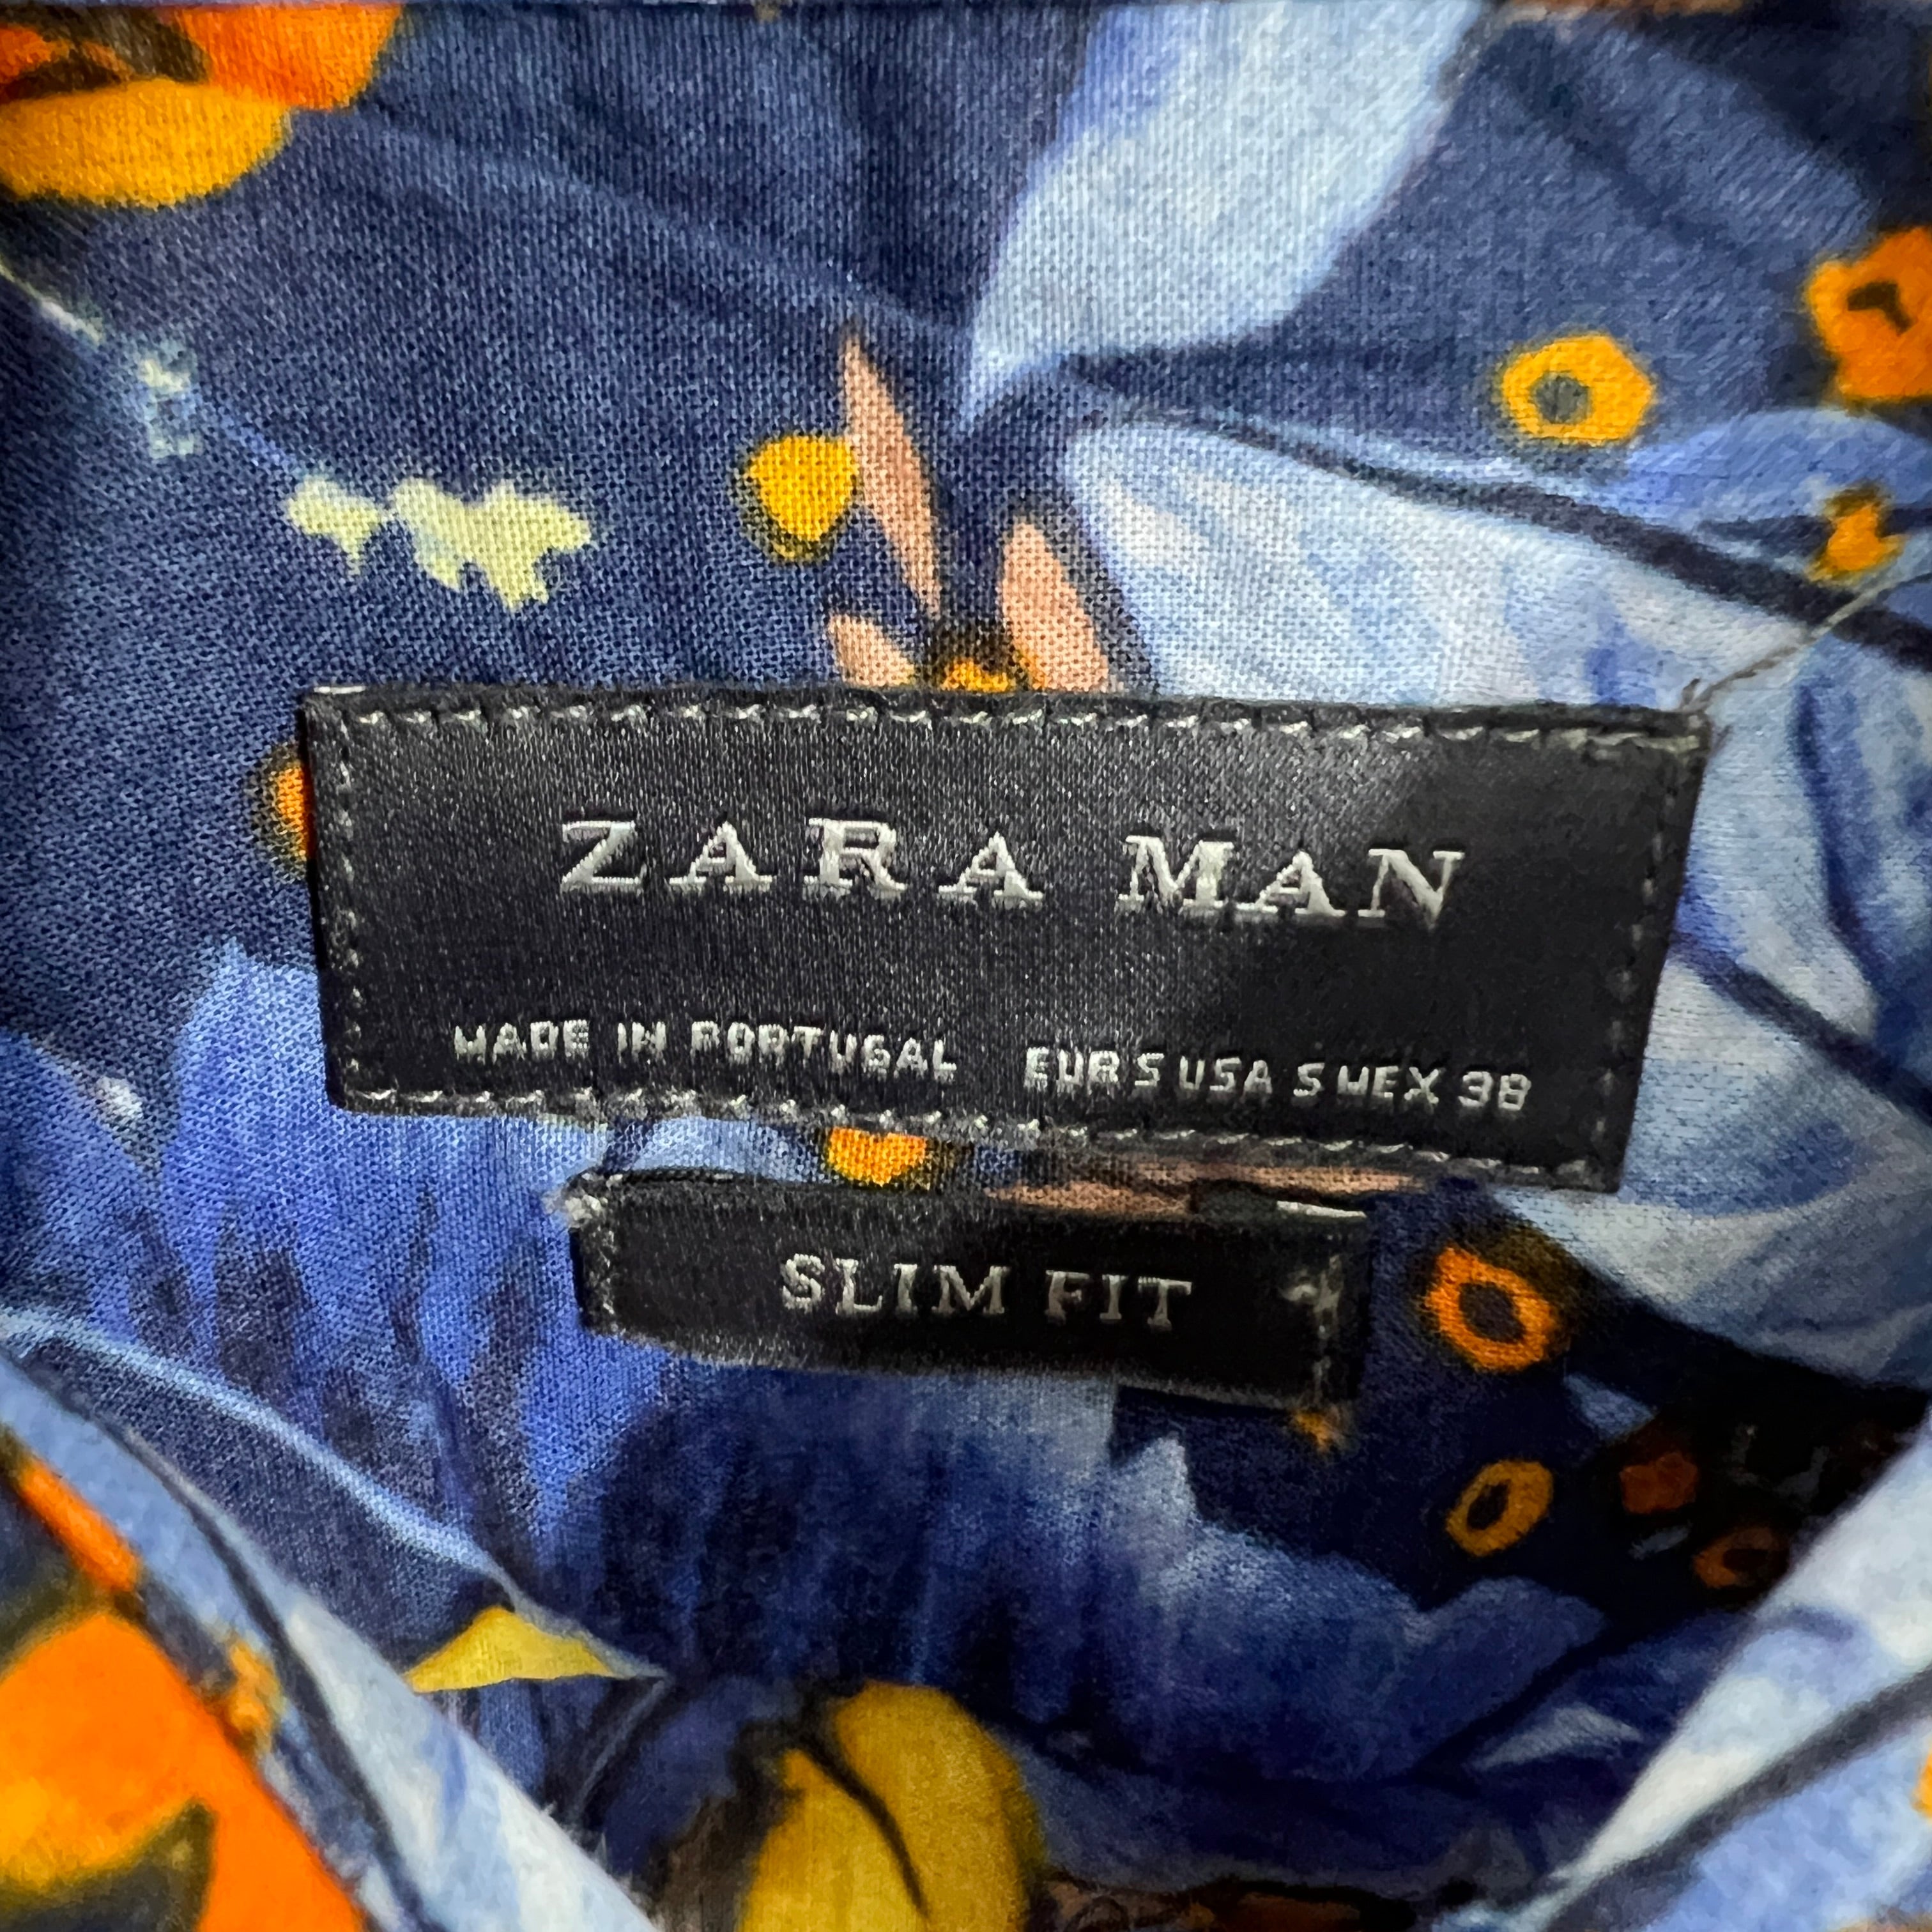 ZARA MAN
MADE IN PORTUGAL EUR S USA S MEX 38
SLIM FIT